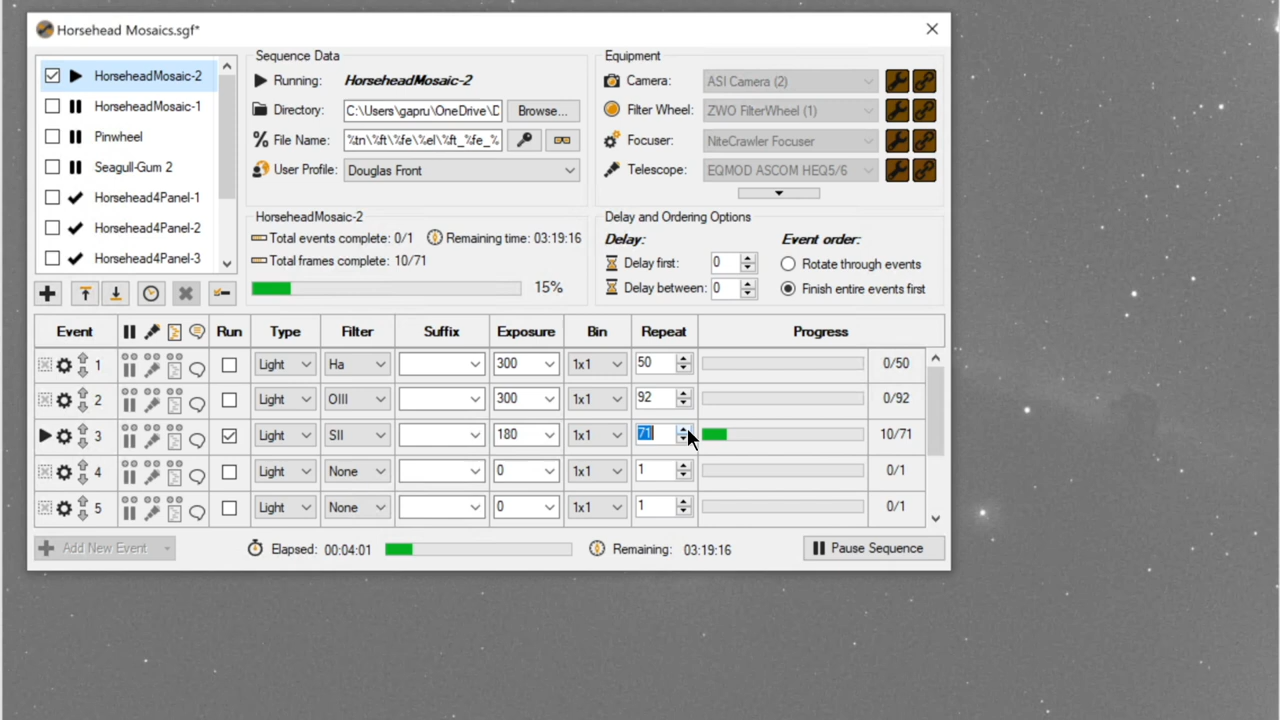 Horsehead Mosaics.sgf*
HorseheadMosaic-2
HorseheadMosaic-1
Pinwheel
Seagull-Gum 2
Horsehead4Panel-1
Horsehead4Panel-2
Horsehead4Panel-3
Sequence Data
Running: HorseheadMosaic-2
Directory: C:\Users\gapru\OneDrive\D Browse...
File Name: %tn\%ft\%fe\%el\%ft_%fe_%
User Profile: Douglas Front
Equipment
Camera: ASI Camera (2)
Filter Wheel: ZWO FilterWheel (1)
Focuser: NiteCrawler Focuser
Telescope: EQMOD ASCOM HEQ5/6
HorseheadMosaic-2
Total events complete: 0/1 Remaining time: 03:19:16
Total frames complete: 10/71
15%
Delay and Ordering Options
Delay: Event order:
Delay first: 0 Rotate through events
Delay between: 0 Finish entire events first
Event Run Type Filter Suffix Exposure Bin Repeat Progress
1 Light Ha 300 1x1 50 0/50
2 Light OIII 300 1x1 92 0/92
3 Light SII 180 1x1 71 10/71
4 Light None 0 1x1 1 0/1
5 Light None 0 1x1 1 0/1
Add New Event Elapsed: 00:04:01 Remaining: 03:19:16 Pause Sequence